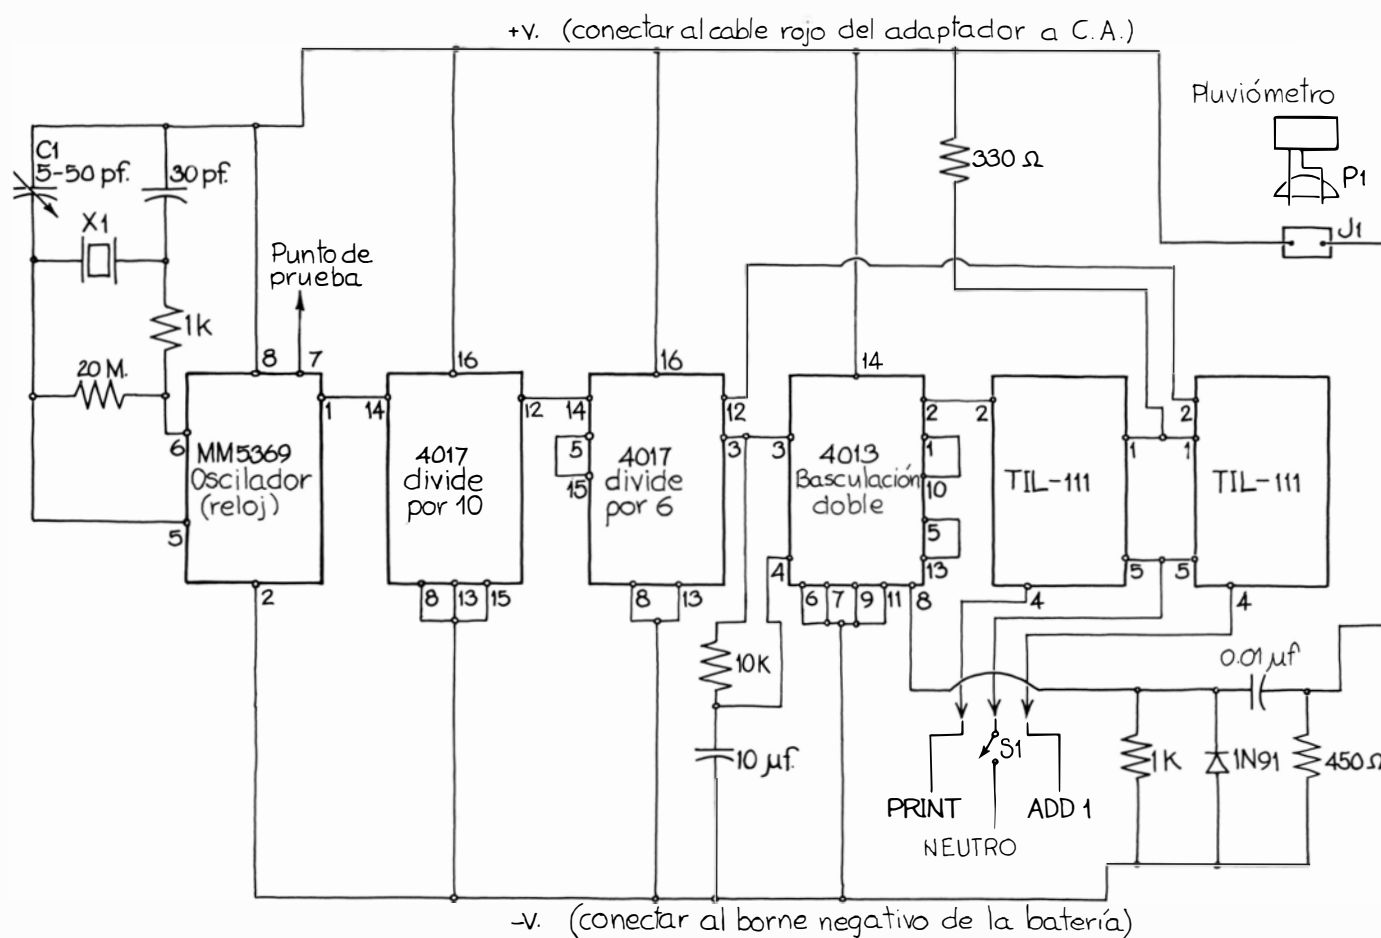 +v. (conectar al cable rojo del adaptador a C.A.)
Pluviómetro
P1
J1
C1
5-50 pf.
30 pf.
330 Ω
X1
Punto de
prueba
1k
20 M.
8 7
16
16
14
6
5
1
2
MM5369
Oscilador
(reloj)
14
12
8 13 15
4017
divide
por 10
14
5
15
12
3
8 13
4017
divide
por 6
3
4
2
1
10
5
13
6 7 9 11 8
4013
Basculación
doble
2
1
5
4
TIL-111
2
1
5
4
TIL-111
10K
10 µf.
0.01 µf
S1
1K
1N91
450Ω
PRINT
ADD 1
NEUTRO
-v. (conectar al borne negativo de la batería)